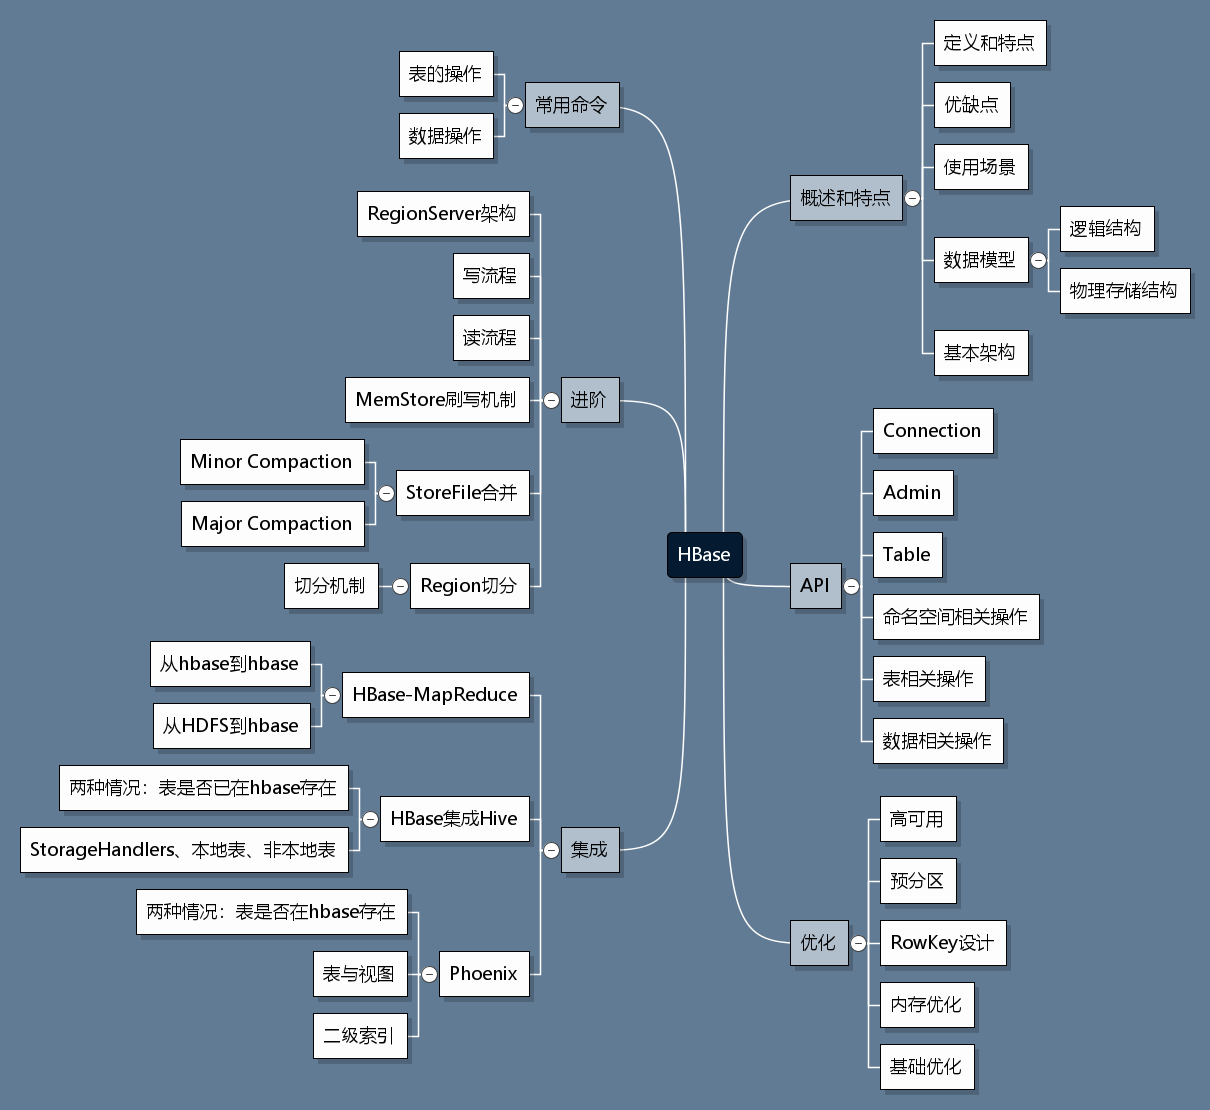 HBase
概述和特点
定义和特点
优缺点
使用场景
数据模型
逻辑结构
物理存储结构
基本架构
API
Connection
Admin
Table
命名空间相关操作
表相关操作
数据相关操作
优化
高可用
预分区
RowKey设计
内存优化
基础优化
常用命令
表的操作
数据操作
进阶
RegionServer架构
写流程
读流程
MemStore刷写机制
StoreFile合并
Minor Compaction
Major Compaction
Region切分
切分机制
集成
HBase-MapReduce
从hbase到hbase
从HDFS到hbase
HBase集成Hive
两种情况：表是否已在hbase存在
StorageHandlers、本地表、非本地表
Phoenix
两种情况：表是否在hbase存在
表与视图
二级索引